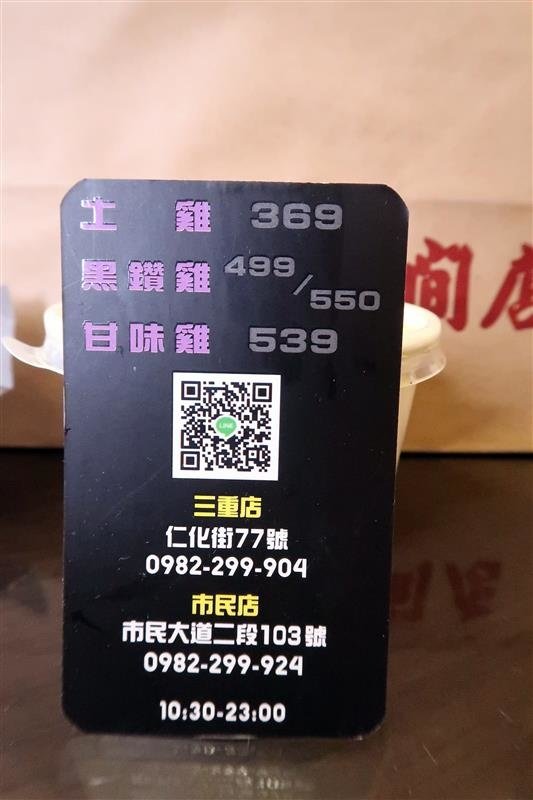 土雞 369
黑鑽雞 499/550
甘味雞 539
LINE
三重店
仁化街77號
0982-299-904
市民店
市民大道二段103號
0982-299-924
10:30-23:00